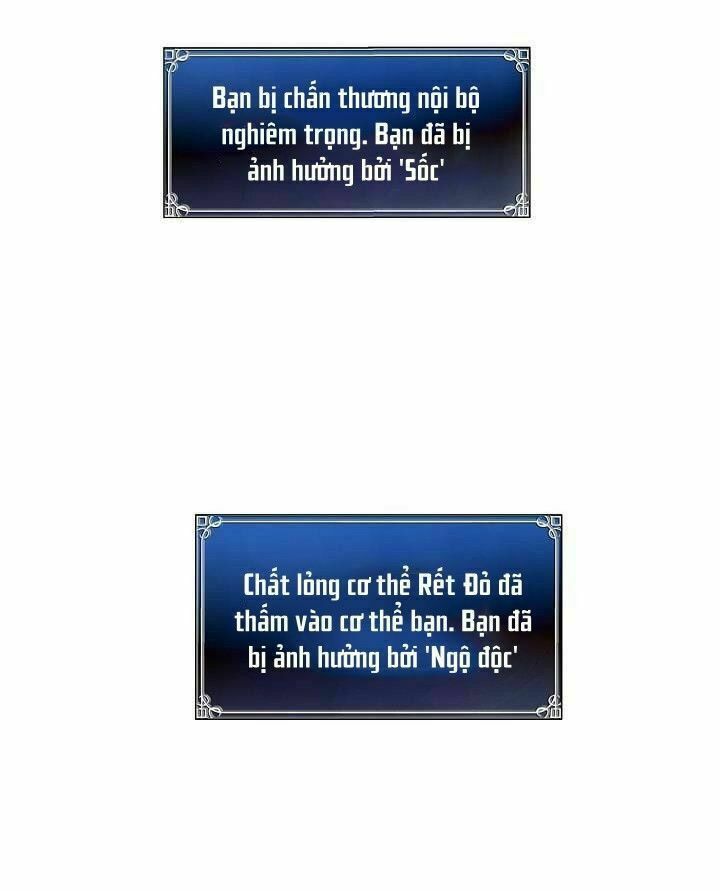 Bạn bị chấn thương nội bộ
nghiêm trọng. Bạn đã bị
ảnh hưởng bởi 'Sốc'
Chất lỏng cơ thể Rết Đỏ đã
thấm vào cơ thể bạn. Bạn đã
bị ảnh hưởng bởi 'Ngộ độc'